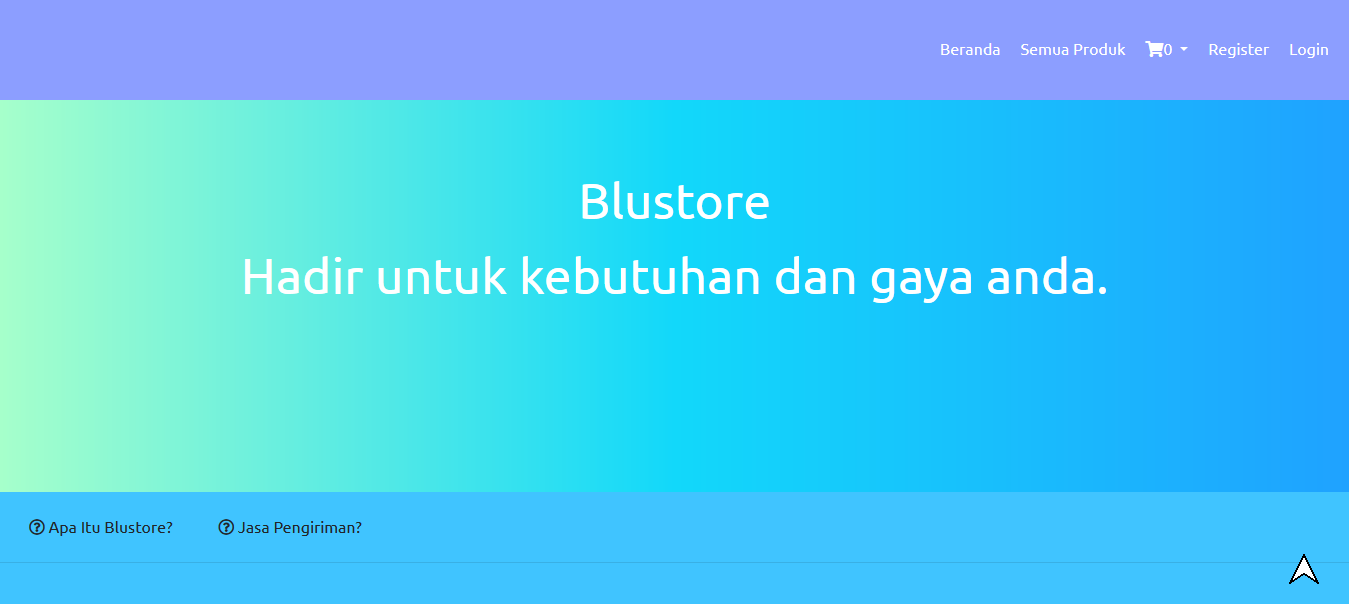 Beranda Semua Produk 0 Register Login
Blustore
Hadir untuk kebutuhan dan gaya anda.
Apa Itu Blustore? Jasa Pengiriman?